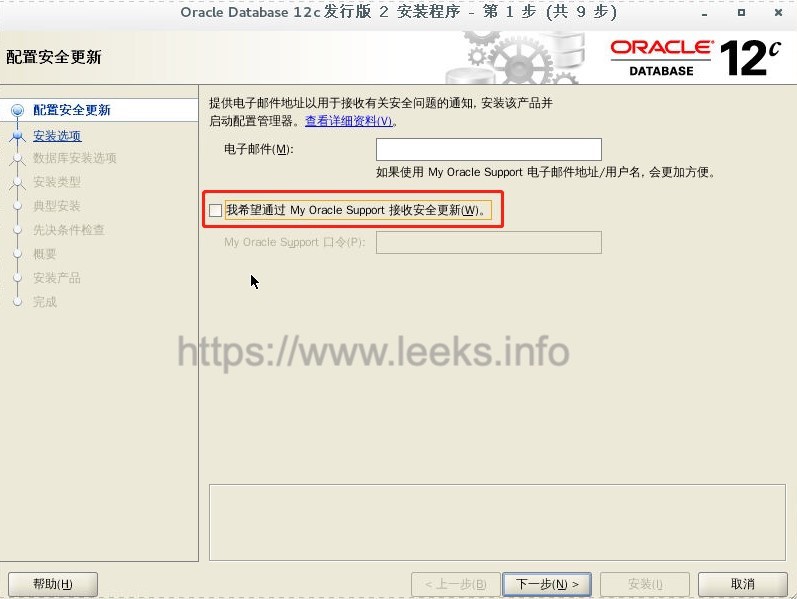 Oracle Database 12c 发行版 2 安装程序 - 第 1 步 (共 9 步)
配置安全更新
ORACLE
DATABASE
12c
配置安全更新
安装选项
数据库安装选项
安装类型
典型安装
先决条件检查
概要
安装产品
完成
提供电子邮件地址以用于接收有关安全问题的通知, 安装该产品并
启动配置管理器。查看详细资料(V)。
电子邮件(M):
如果使用 My Oracle Support 电子邮件地址/用户名, 会更加方便。
我希望通过 My Oracle Support 接收安全更新(W)。
My Oracle Support 口令(P):
https://www.leeks.info
帮助(H)
< 上一步(B)
下一步(N) >
安装(I)
取消